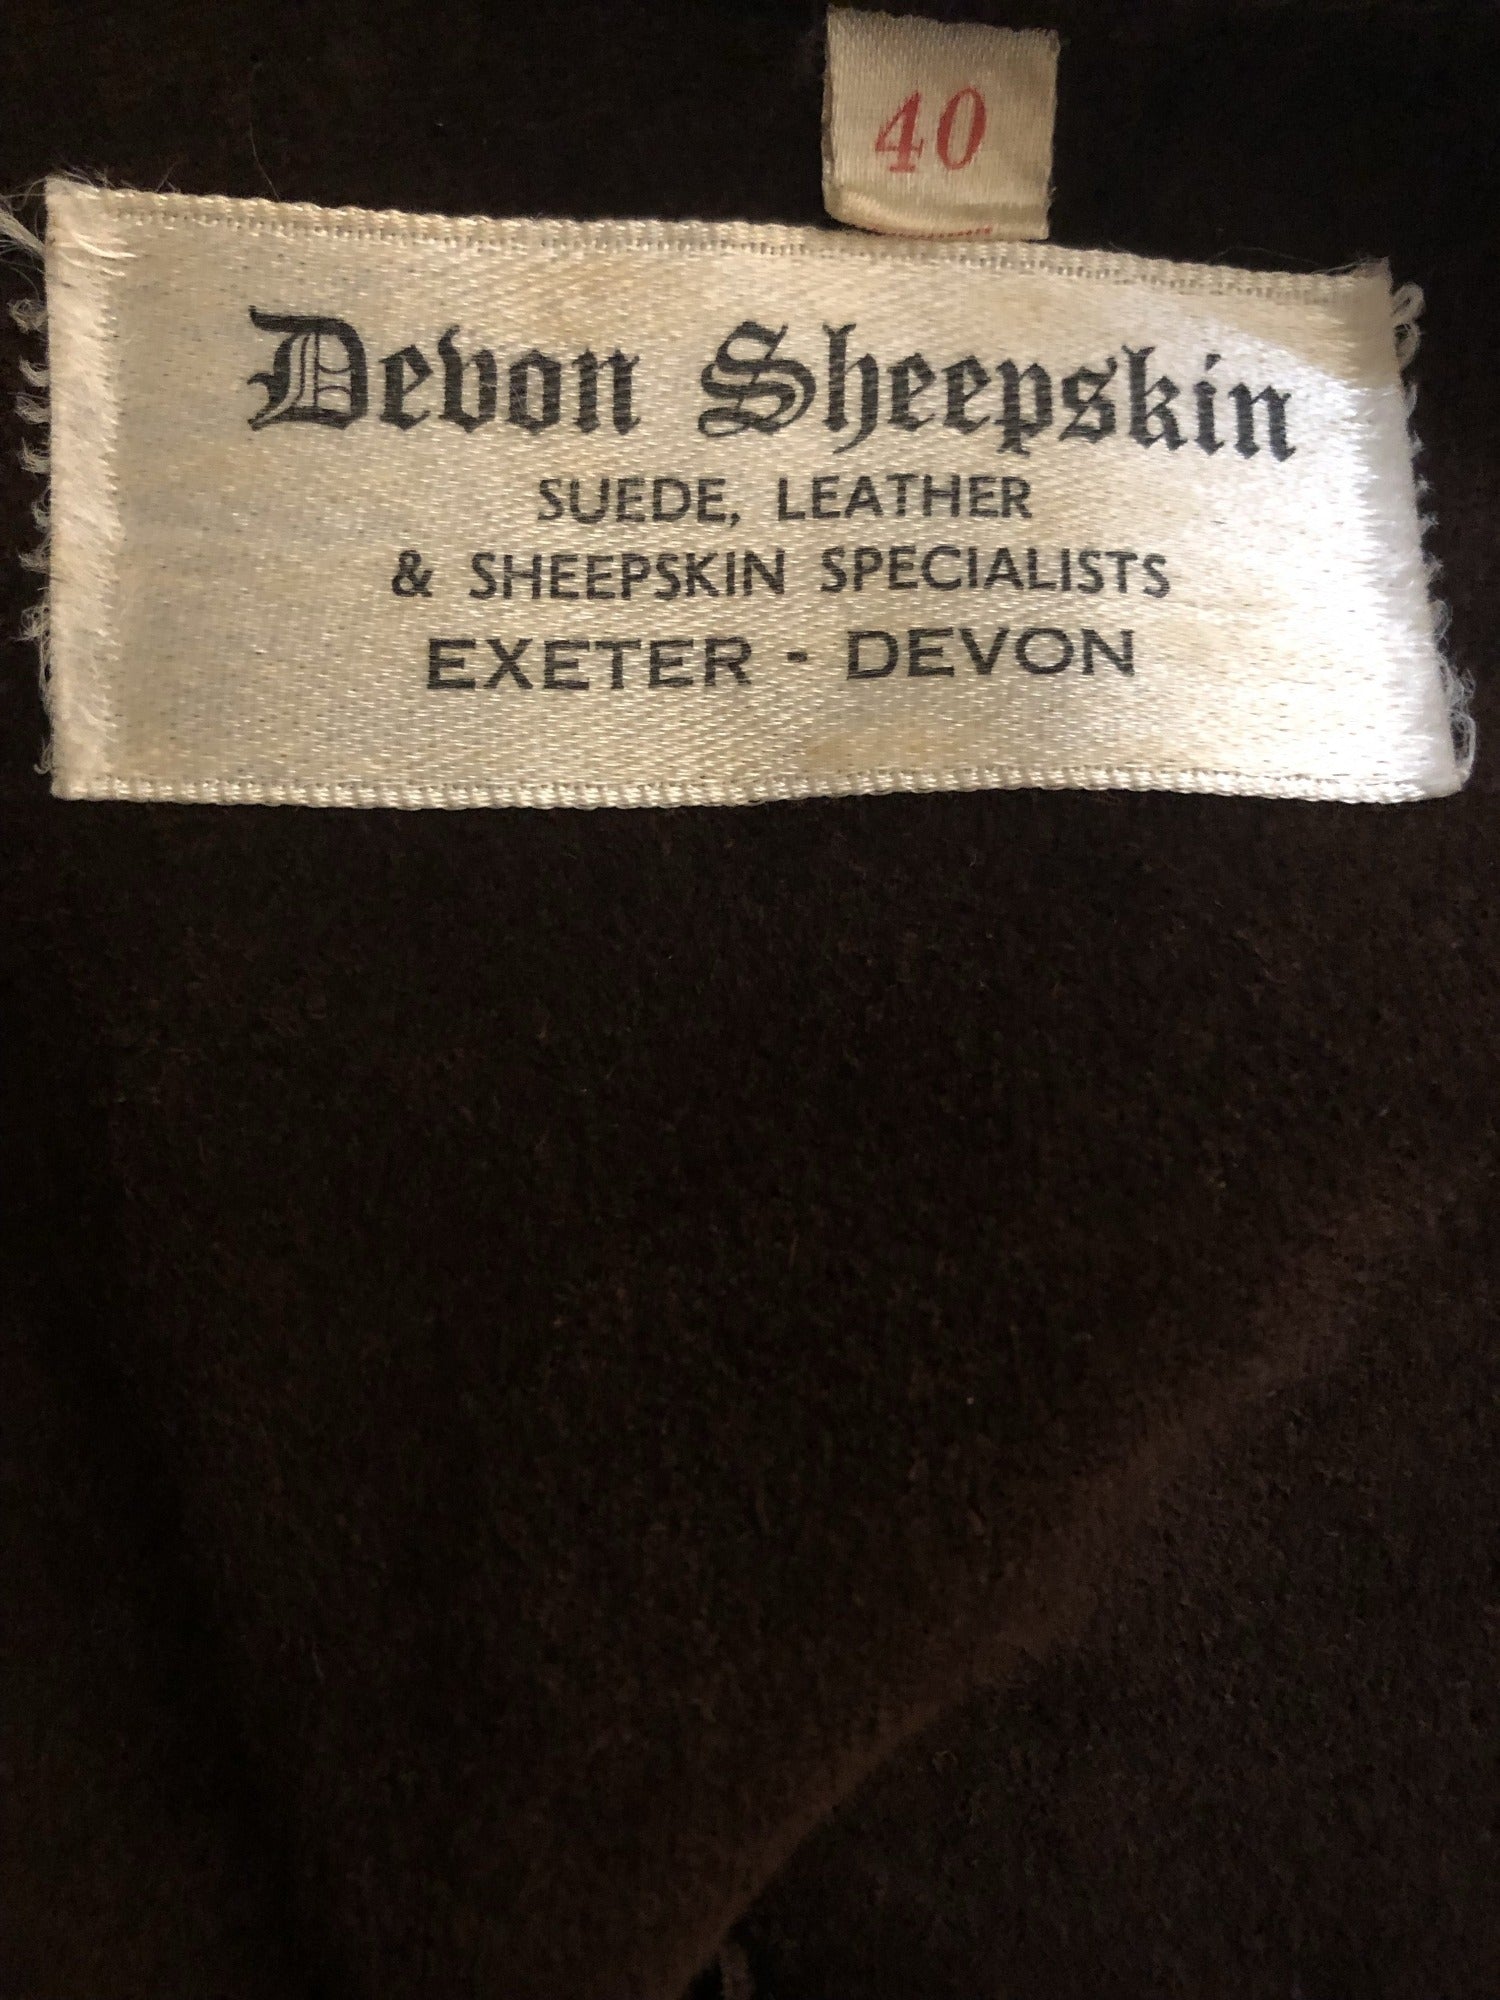 40
Devon Sheepskin
SUEDE, LEATHER
& SHEEPSKIN SPECIALISTS
EXETER - DEVON